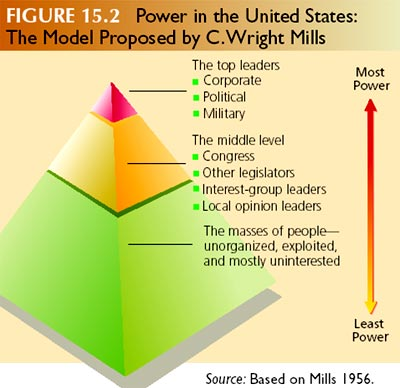 FIGURE 15.2 Power in the United States:
The Model Proposed by C.Wright Mills
The top leaders
Corporate
Political
Military
The middle level
Congress
Other legislators
Interest-group leaders
Local opinion leaders
The masses of people—
unorganized, exploited,
and mostly uninterested
Most
Power
Least
Power
Source: Based on Mills 1956.